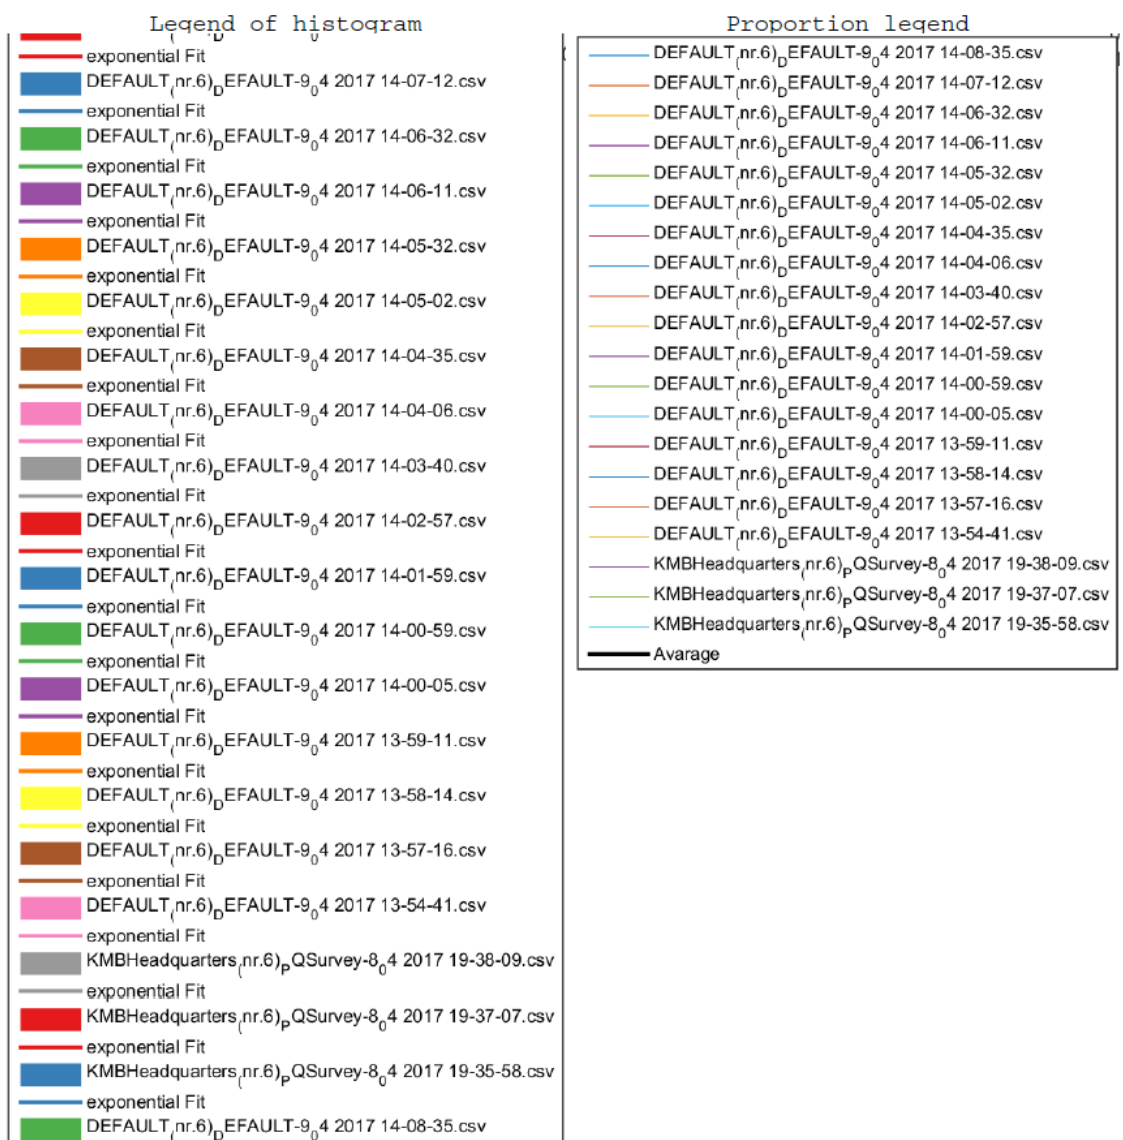 Legend of histogram
exponential Fit
DEFAULT(nr.6)DEFAULT-904 2017 14-07-12.csv
exponential Fit
DEFAULT(nr.6)DEFAULT-904 2017 14-06-32.csv
exponential Fit
DEFAULT(nr.6)DEFAULT-904 2017 14-06-11.csv
exponential Fit
DEFAULT(nr.6)DEFAULT-904 2017 14-05-32.csv
exponential Fit
DEFAULT(nr.6)DEFAULT-904 2017 14-05-02.csv
exponential Fit
DEFAULT(nr.6)DEFAULT-904 2017 14-04-35.csv
exponential Fit
DEFAULT(nr.6)DEFAULT-904 2017 14-04-06.csv
exponential Fit
DEFAULT(nr.6)DEFAULT-904 2017 14-03-40.csv
exponential Fit
DEFAULT(nr.6)DEFAULT-904 2017 14-02-57.csv
exponential Fit
DEFAULT(nr.6)DEFAULT-904 2017 14-01-59.csv
exponential Fit
DEFAULT(nr.6)DEFAULT-904 2017 14-00-59.csv
exponential Fit
DEFAULT(nr.6)DEFAULT-904 2017 14-00-05.csv
exponential Fit
DEFAULT(nr.6)DEFAULT-904 2017 13-59-11.csv
exponential Fit
DEFAULT(nr.6)DEFAULT-904 2017 13-58-14.csv
exponential Fit
DEFAULT(nr.6)DEFAULT-904 2017 13-57-16.csv
exponential Fit
DEFAULT(nr.6)DEFAULT-904 2017 13-54-41.csv
exponential Fit
KMBHeadquarters(nr.6)PQSurvey-804 2017 19-38-09.csv
exponential Fit
KMBHeadquarters(nr.6)PQSurvey-804 2017 19-37-07.csv
exponential Fit
KMBHeadquarters(nr.6)PQSurvey-804 2017 19-35-58.csv
exponential Fit
DEFAULT(nr.6)DEFAULT-904 2017 14-08-35.csv
Proportion legend
DEFAULT(nr.6)DEFAULT-904 2017 14-08-35.csv
DEFAULT(nr.6)DEFAULT-904 2017 14-07-12.csv
DEFAULT(nr.6)DEFAULT-904 2017 14-06-32.csv
DEFAULT(nr.6)DEFAULT-904 2017 14-06-11.csv
DEFAULT(nr.6)DEFAULT-904 2017 14-05-32.csv
DEFAULT(nr.6)DEFAULT-904 2017 14-05-02.csv
DEFAULT(nr.6)DEFAULT-904 2017 14-04-35.csv
DEFAULT(nr.6)DEFAULT-904 2017 14-04-06.csv
DEFAULT(nr.6)DEFAULT-904 2017 14-03-40.csv
DEFAULT(nr.6)DEFAULT-904 2017 14-02-57.csv
DEFAULT(nr.6)DEFAULT-904 2017 14-01-59.csv
DEFAULT(nr.6)DEFAULT-904 2017 14-00-59.csv
DEFAULT(nr.6)DEFAULT-904 2017 14-00-05.csv
DEFAULT(nr.6)DEFAULT-904 2017 13-59-11.csv
DEFAULT(nr.6)DEFAULT-904 2017 13-58-14.csv
DEFAULT(nr.6)DEFAULT-904 2017 13-57-16.csv
DEFAULT(nr.6)DEFAULT-904 2017 13-54-41.csv
KMBHeadquarters(nr.6)PQSurvey-804 2017 19-38-09.csv
KMBHeadquarters(nr.6)PQSurvey-804 2017 19-37-07.csv
KMBHeadquarters(nr.6)PQSurvey-804 2017 19-35-58.csv
Avarage